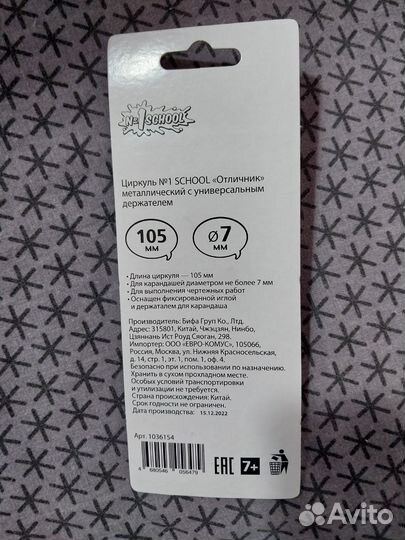 №1 SCHOOL
Циркуль №1 SCHOOL «Отличник»
металлический с универсальным
держателем
105 мм
ø7 мм
• Длина циркуля — 105 мм
• Для карандашей диаметром не более 7 мм
• Для выполнения чертежных работ
• Оснащен фиксированной иглой
и держателем для карандаша
Производитель: Бифа Груп Ко., Лтд.
Адрес: 315801, Китай, Чжэцзян, Нинбо,
Цзяннань Ист Роуд Сяоган, 298.
Импортер: ООО «ЕВРО-КОМУС», 105066,
Россия, Москва, ул. Нижняя Красносельская,
д. 14, стр. 1, эт. 1, пом. 1, оф. 4.
Безопасно при использовании по назначению.
Хранить в сухом прохладном месте.
Особых условий транспортировки
и утилизации не требуется.
Страна происхождения: Китай.
Срок годности не ограничен.
Дата производства: 15.12.2022
Арт. 1036154
4 680546 056479
EAC 7+
Avito